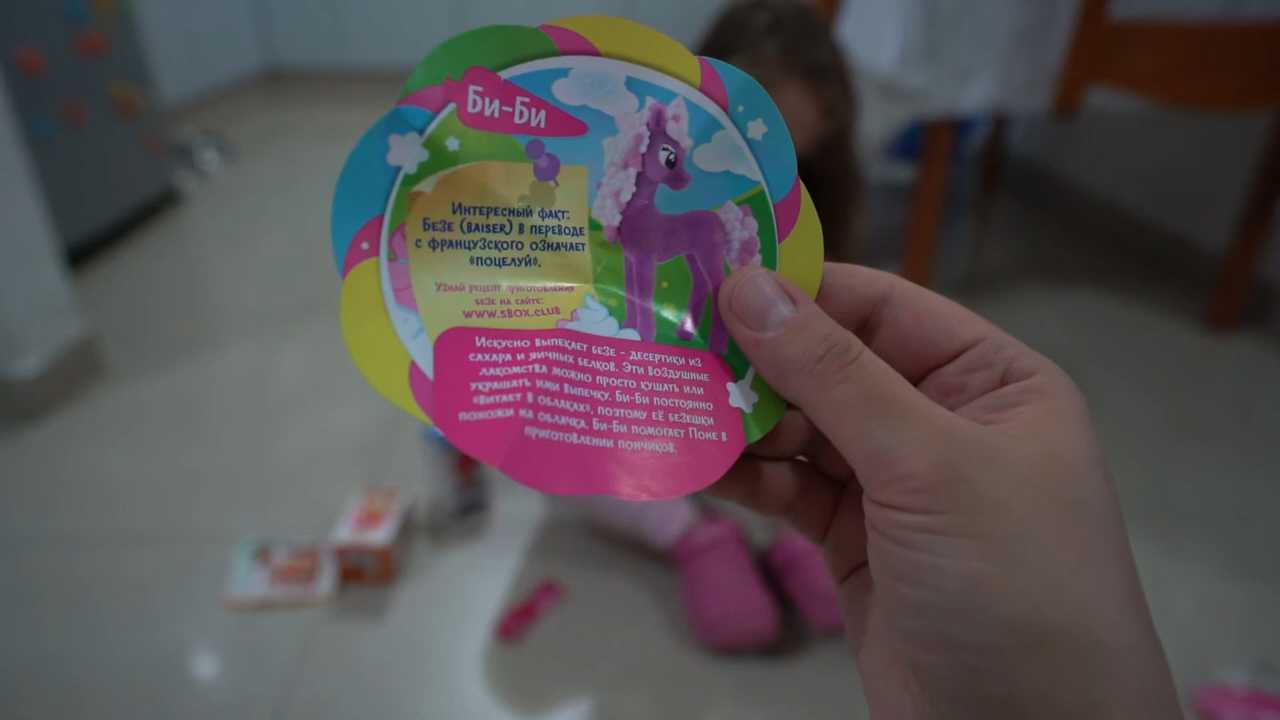 Би-Би
Интересный факт:
Безе (baiser) в переводе
с французского означает
«поцелуй».
Узнай рецепт приготовления
безе на сайте:
www.sbox.club
Искусно выпекает безе - десертики из
сахара и яичных белков. Эти воздушные
лакомства можно просто кушать или
украшать ими выпечку. Би-Би постоянно
«витает в облаках», поэтому её безешки
похожи на облачка. Би-Би помогает Поне в
приготовлении пончиков.